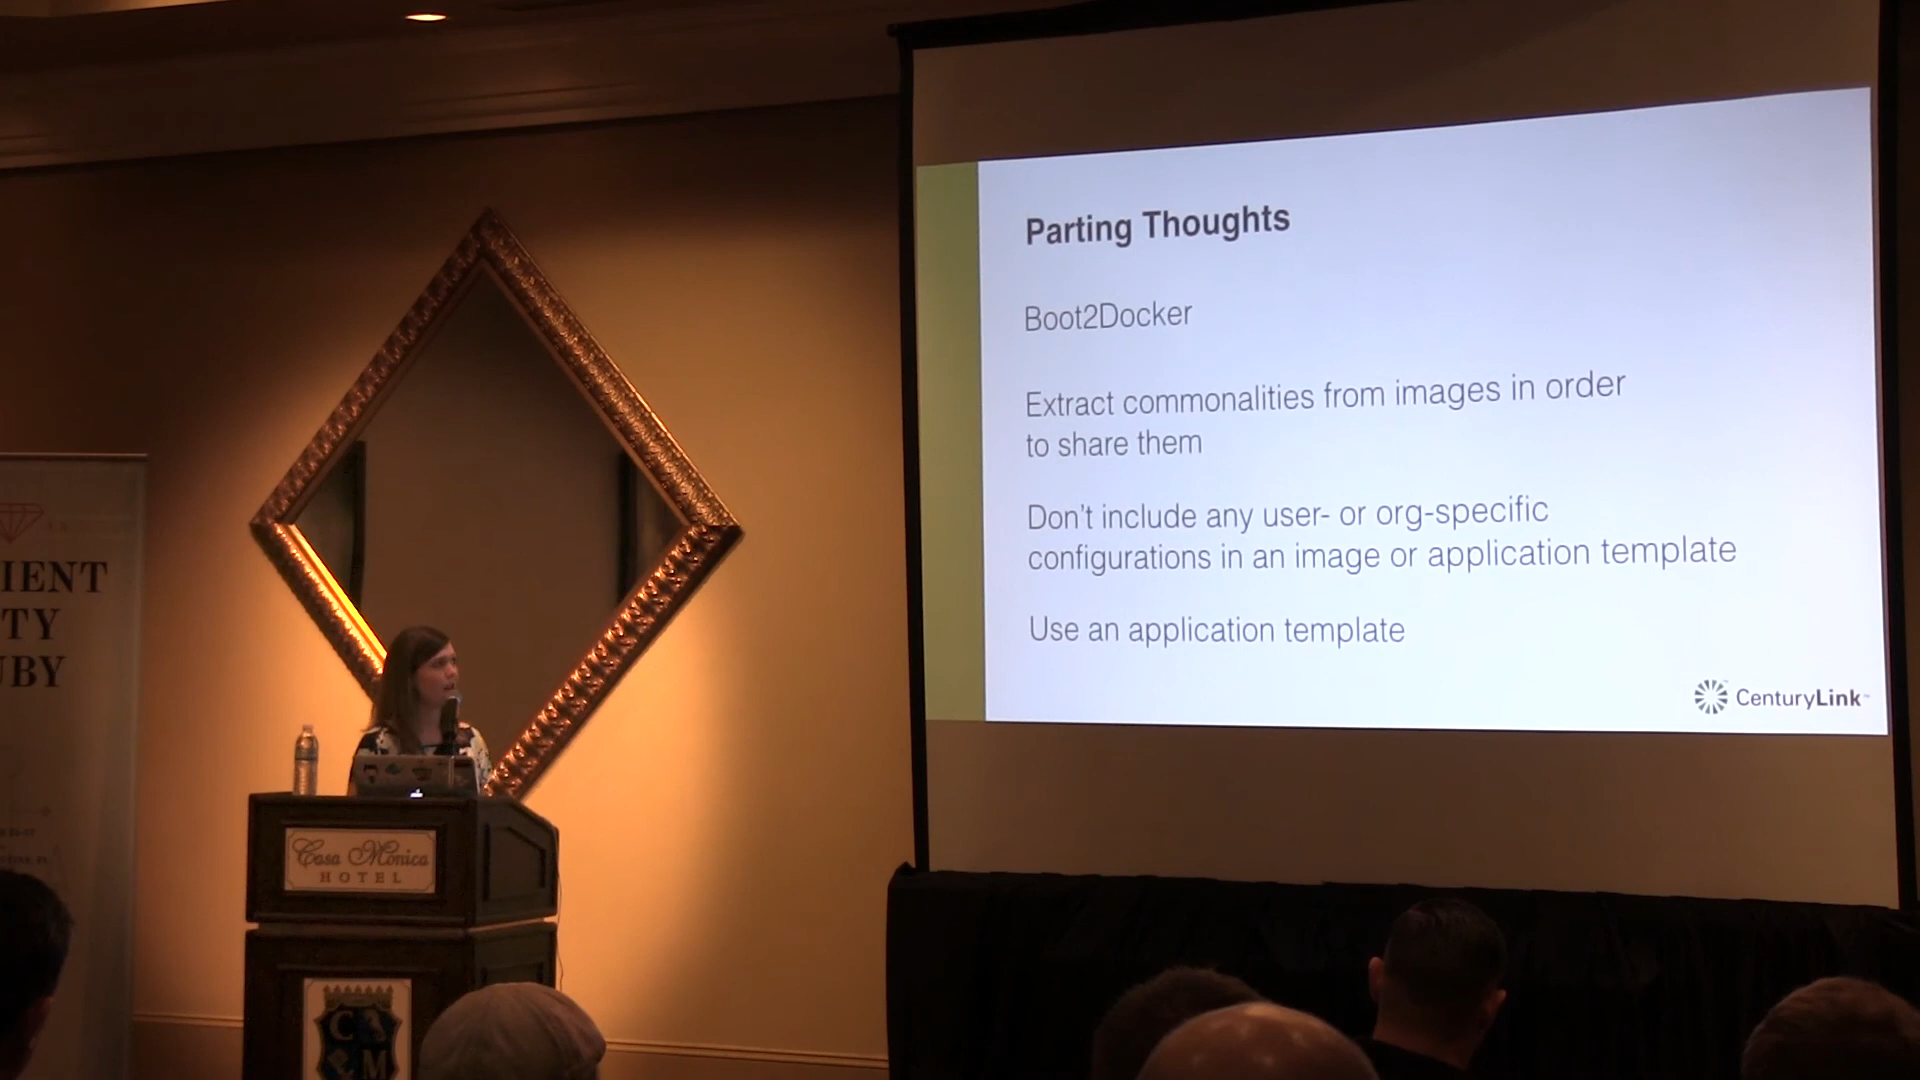 Parting Thoughts
Boot2Docker
Extract commonalities from images in order
to share them
Don't include any user- or org-specific
configurations in an image or application template
Use an application template
CenturyLink
IENT
TY
UBY
Casa Monica
HOTEL